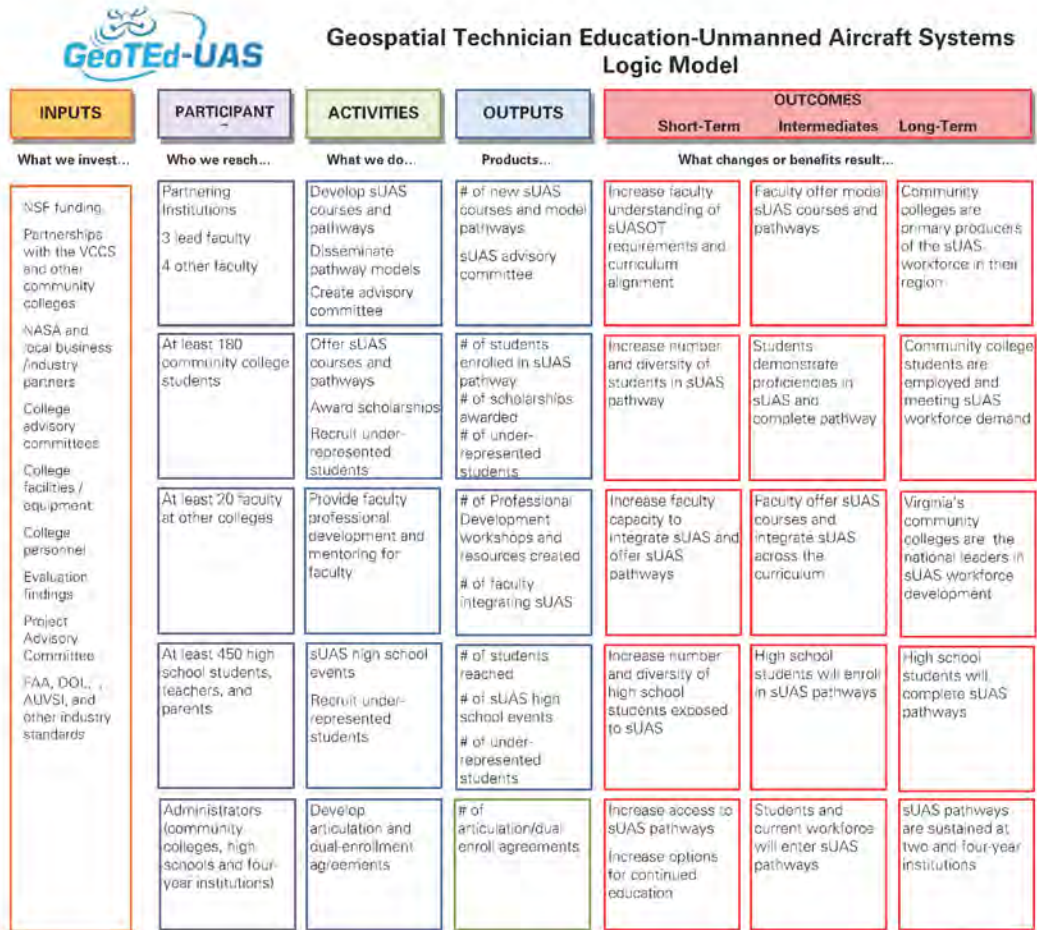 GeoTEd-UAS
Geospatial Technician Education-Unmanned Aircraft Systems
Logic Model
INPUTS
PARTICIPANT
ACTIVITIES
OUTPUTS
OUTCOMES
Short-Term Intermediates Long-Term
What we invest...
Who we reach...
What we do...
Products...
What changes or benefits result...
NSF funding
Partnerships
with the VCCS
and other
community
colleges
NASA and
local business
/industry
partners
College
advisory
committees
College
facilities /
equipment
College
personnel
Evaluation
findings
Project
Advisory
Committee
FAA, DOL, ,
AUVSI, and
other industry
standards
Partnering
Institutions
3 lead faculty
4 other faculty
Develop sUAS
courses and
pathways
Disseminate
pathway models
Create advisory
committee
# of new sUAS
courses and model
pathways
sUAS advisory
committee
Increase faculty
understanding of
sUASOT
requirements and
curriculum
alignment
Faculty offer model
sUAS courses and
pathways
Community
colleges are
primary producers
of the sUAS
workforce in their
region
At least 180
community college
students
Offer sUAS
courses and
pathways
Award scholarships
Recruit under-
represented
students
# of students
enrolled in sUAS
pathway
# of scholarships
awarded
# of under-
represented
students
Increase number
and diversity of
students in sUAS
pathway
Students
demonstrate
proficiencies in
sUAS and
complete pathway
Community college
students are
employed and
meeting sUAS
workforce demand
At least 20 faculty
at other colleges
Provide faculty
professional
development and
mentoring for
faculty
# of Professional
Development
workshops and
resources created
# of faculty
integrating sUAS
Increase faculty
capacity to
integrate sUAS and
offer sUAS
pathways
Faculty offer sUAS
courses and
integrate sUAS
across the
curriculum
Virginia's
community
colleges are the
national leaders in
sUAS workforce
development
At least 450 high
school students,
teachers, and
parents
sUAS high school
events
Recruit under-
represented
students
# of students
reached
# of sUAS high
school events
# of under-
represented
students
Increase number
and diversity of
high school
students exposed
to sUAS
High school
students will enroll
in sUAS pathways
High school
students will
complete sUAS
pathways
Administrators
(community
colleges, high
schools and four-
year institutions)
Develop
articulation and
dual-enrollment
agreements
# of
articulation/dual
enroll agreements
Increase access to
sUAS pathways
Increase options
for continued
education
Students and
current workforce
will enter sUAS
pathways
sUAS pathways
are sustained at
two and four-year
institutions